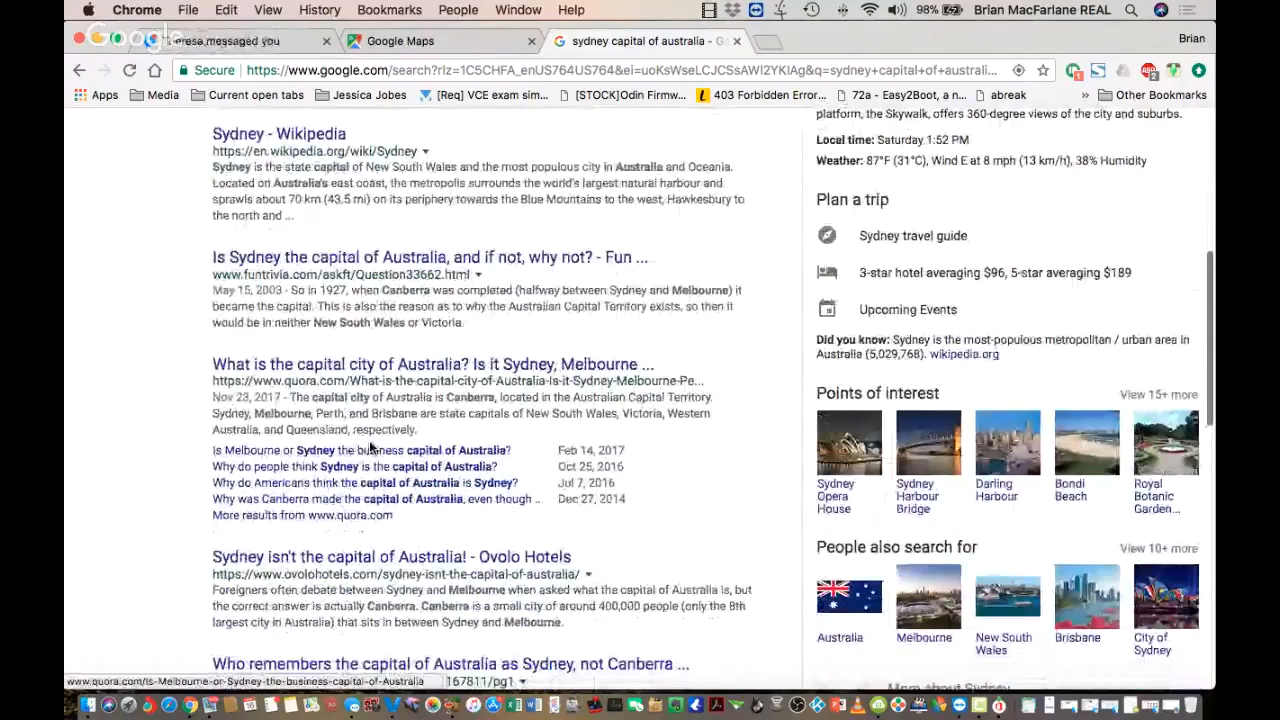 Chrome File Edit View History Bookmarks People Window Help 98% Brian MacFarlane REAL
Google
eresa messaged you Google Maps sydney capital of australia - Go Brian
Secure https://www.google.com/search?rlz=1C5CHFA_enUS764US764&ei=uoKsWseLCJCSsAWI2YKIAg&q=sydney+capital+of+australi...
Apps Media Current open tabs Jessica Jobes [Req] VCE exam sim... [STOCK]Odin Firmw... 403 Forbidden Error... 72a - Easy2Boot, a n... abreak » Other Bookmarks
Sydney - Wikipedia
https://en.wikipedia.org/wiki/Sydney
Sydney is the state capital of New South Wales and the most populous city in Australia and Oceania.
Located on Australia's east coast, the metropolis surrounds the world's largest natural harbour and
sprawls about 70 km (43.5 mi) on its periphery towards the Blue Mountains to the west, Hawkesbury to
the north and ...
Is Sydney the capital of Australia, and if not, why not? - Fun ...
www.funtrivia.com/askft/Question33662.html
May 15, 2003 - So in 1927, when Canberra was completed (halfway between Sydney and Melbourne) it
became the capital. This is also the reason as to why the Australian Capital Territory exists, so then it
would be in neither New South Wales or Victoria.
What is the capital city of Australia? Is it Sydney, Melbourne ...
https://www.quora.com/What-is-the-capital-city-of-Australia-Is-it-Sydney-Melbourne-Pe...
Nov 23, 2017 - The capital city of Australia is Canberra, located in the Australian Capital Territory.
Sydney, Melbourne, Perth, and Brisbane are state capitals of New South Wales, Victoria, Western
Australia, and Queensland, respectively.
Is Melbourne or Sydney the business capital of Australia? Feb 14, 2017
Why do people think Sydney is the capital of Australia? Oct 25, 2016
Why do Americans think the capital of Australia is Sydney? Jul 7, 2016
Why was Canberra made the capital of Australia, even though ... Dec 27, 2014
More results from www.quora.com
Sydney isn't the capital of Australia! - Ovolo Hotels
https://www.ovolohotels.com/sydney-isnt-the-capital-of-australia/
Foreigners often debate between Sydney and Melbourne when asked what the capital of Australia is, but
the correct answer is actually Canberra. Canberra is a small city of around 400,000 people (only the 8th
largest city in Australia) that sits in between Sydney and Melbourne.
Who remembers the capital of Australia as Sydney, not Canberra ...
167811/pg1
www.quora.com/Is-Melbourne-or-Sydney-the-business-capital-of-Australia
platform, the Skywalk, offers 360-degree views of the city and suburbs.
Local time: Saturday 1:52 PM
Weather: 87°F (31°C), Wind E at 8 mph (13 km/h), 38% Humidity
Plan a trip
Sydney travel guide
3-star hotel averaging $96, 5-star averaging $189
Upcoming Events
Did you know: Sydney is the most-populous metropolitan / urban area in
Australia (5,029,768). wikipedia.org
Points of interest View 15+ more
Sydney Opera House
Sydney Harbour Bridge
Darling Harbour
Bondi Beach
Royal Botanic Garden...
People also search for View 10+ more
Australia
Melbourne
New South Wales
Brisbane
City of Sydney
More about Sydney